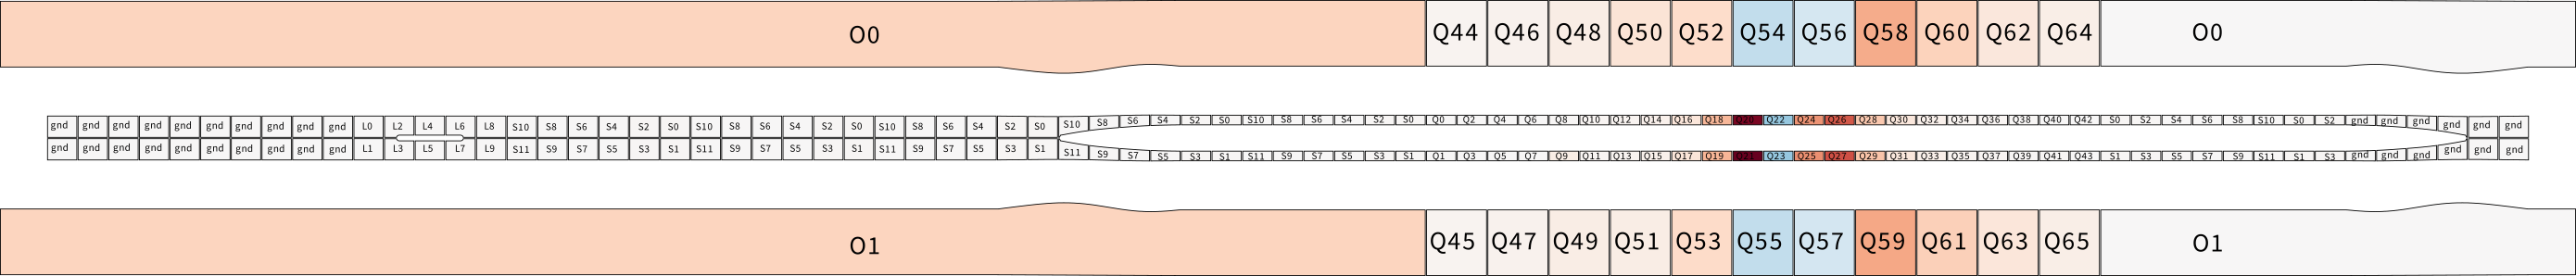 O0 Q44 Q46 Q48 Q50 Q52 Q54 Q56 Q58 Q60 Q62 Q64 O0
gnd gnd gnd gnd gnd gnd gnd gnd gnd gnd L0 L2 L4 L6 L8 S10 S8 S6 S4 S2 S0 S10 S8 S6 S4 S2 S0 S10 S8 S6 S4 S2 S0 S10 S8 S6 S4 S2 S0 S10 S8 S6 S4 S2 S0 Q0 Q2 Q4 Q6 Q8 Q10 Q12 Q14 Q16 Q18 Q20 Q22 Q24 Q26 Q28 Q30 Q32 Q34 Q36 Q38 Q40 Q42 S0 S2 S4 S6 S8 S10 S0 S2 gnd gnd gnd gnd gnd gnd
gnd gnd gnd gnd gnd gnd gnd gnd gnd gnd L1 L3 L5 L7 L9 S11 S9 S7 S5 S3 S1 S11 S9 S7 S5 S3 S1 S11 S9 S7 S5 S3 S1 S11 S9 S7 S5 S3 S1 S11 S9 S7 S5 S3 S1 Q1 Q3 Q5 Q7 Q9 Q11 Q13 Q15 Q17 Q19 Q21 Q23 Q25 Q27 Q29 Q31 Q33 Q35 Q37 Q39 Q41 Q43 S1 S3 S5 S7 S9 S11 S1 S3 gnd gnd gnd gnd gnd gnd
O1 Q45 Q47 Q49 Q51 Q53 Q55 Q57 Q59 Q61 Q63 Q65 O1